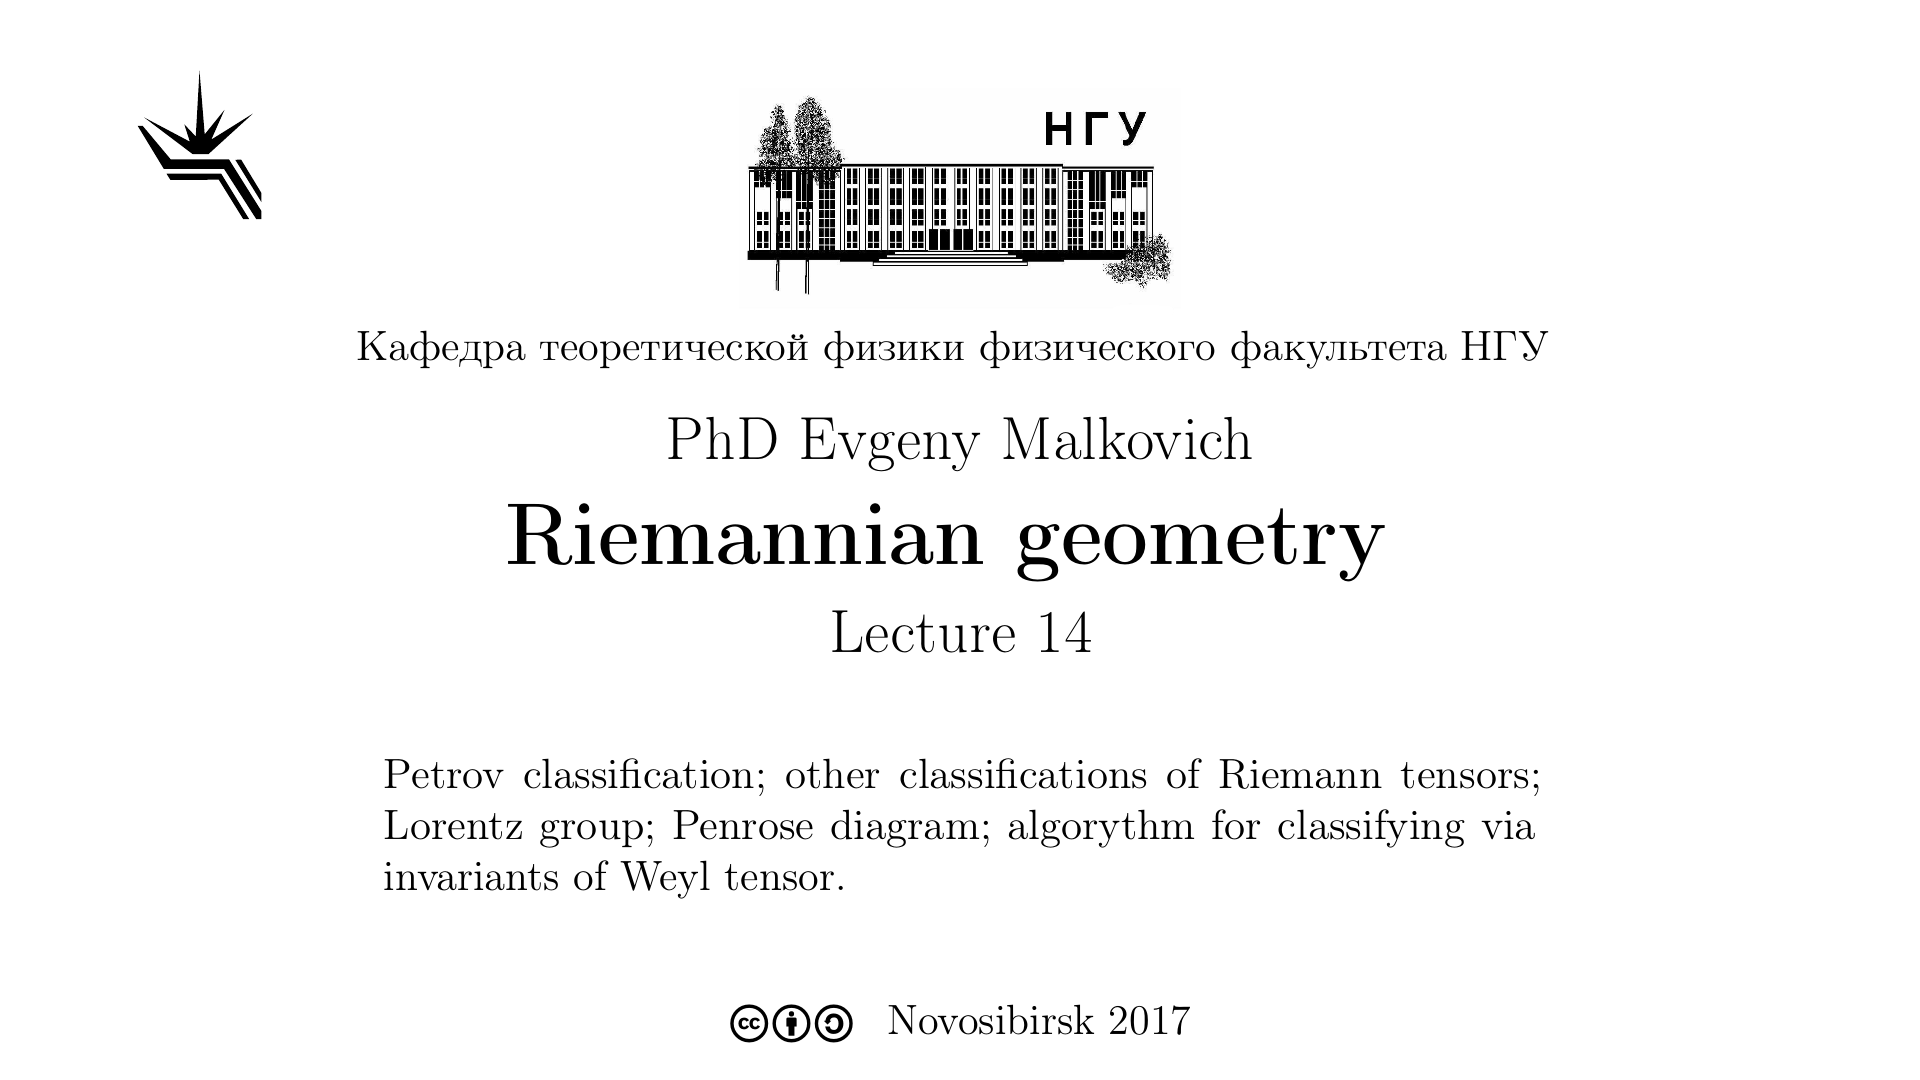 НГУ
Кафедра теоретической физики физического факультета НГУ
PhD Evgeny Malkovich
Riemannian geometry
Lecture 14
Petrov classification; other classifications of Riemann tensors;
Lorentz group; Penrose diagram; algorythm for classifying via
invariants of Weyl tensor.
cc Novosibirsk 2017